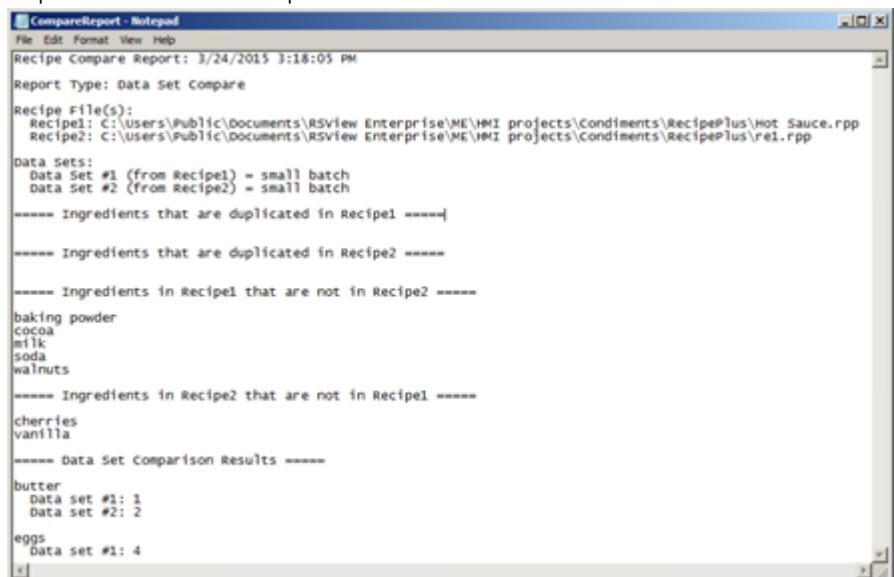 CompareReport - Notepad
File Edit Format View Help
Recipe Compare Report: 3/24/2015 3:18:05 PM
Report Type: Data Set Compare
Recipe File(s):
Recipe1: C:\Users\Public\Documents\RSView Enterprise\ME\HMI projects\Condiments\RecipePlus\Hot Sauce.rpp
Recipe2: C:\Users\Public\Documents\RSView Enterprise\ME\HMI projects\Condiments\RecipePlus\re1.rpp
Data Sets:
Data Set #1 (from Recipe1) = small batch
Data Set #2 (from Recipe2) = small batch
===== Ingredients that are duplicated in Recipe1 =====
===== Ingredients that are duplicated in Recipe2 =====
===== Ingredients in Recipe1 that are not in Recipe2 =====
baking powder
cocoa
milk
soda
walnuts
===== Ingredients in Recipe2 that are not in Recipe1 =====
cherries
vanilla
===== Data Set Comparison Results =====
butter
Data set #1: 1
Data set #2: 2
eggs
Data set #1: 4